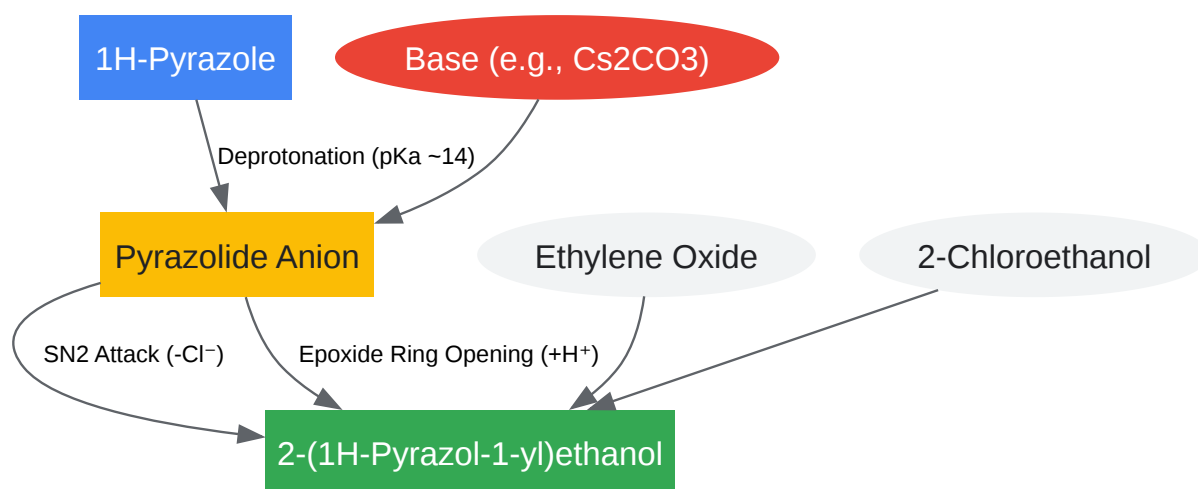 1H-Pyrazole
Base (e.g., Cs2CO3)
Deprotonation (pKa ~14)
Pyrazolide Anion
Ethylene Oxide
2-Chloroethanol
SN2 Attack (-Cl⁻)
Epoxide Ring Opening (+H⁺)
2-(1H-Pyrazol-1-yl)ethanol